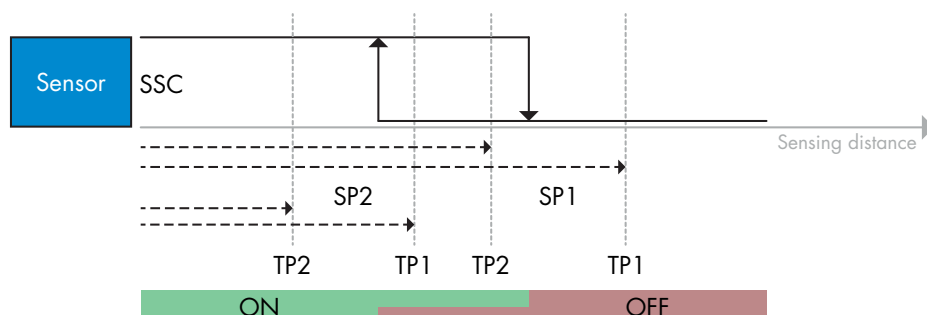 Sensor
SSC
Sensing distance
SP2
SP1
TP2
TP1
TP2
TP1
ON
OFF